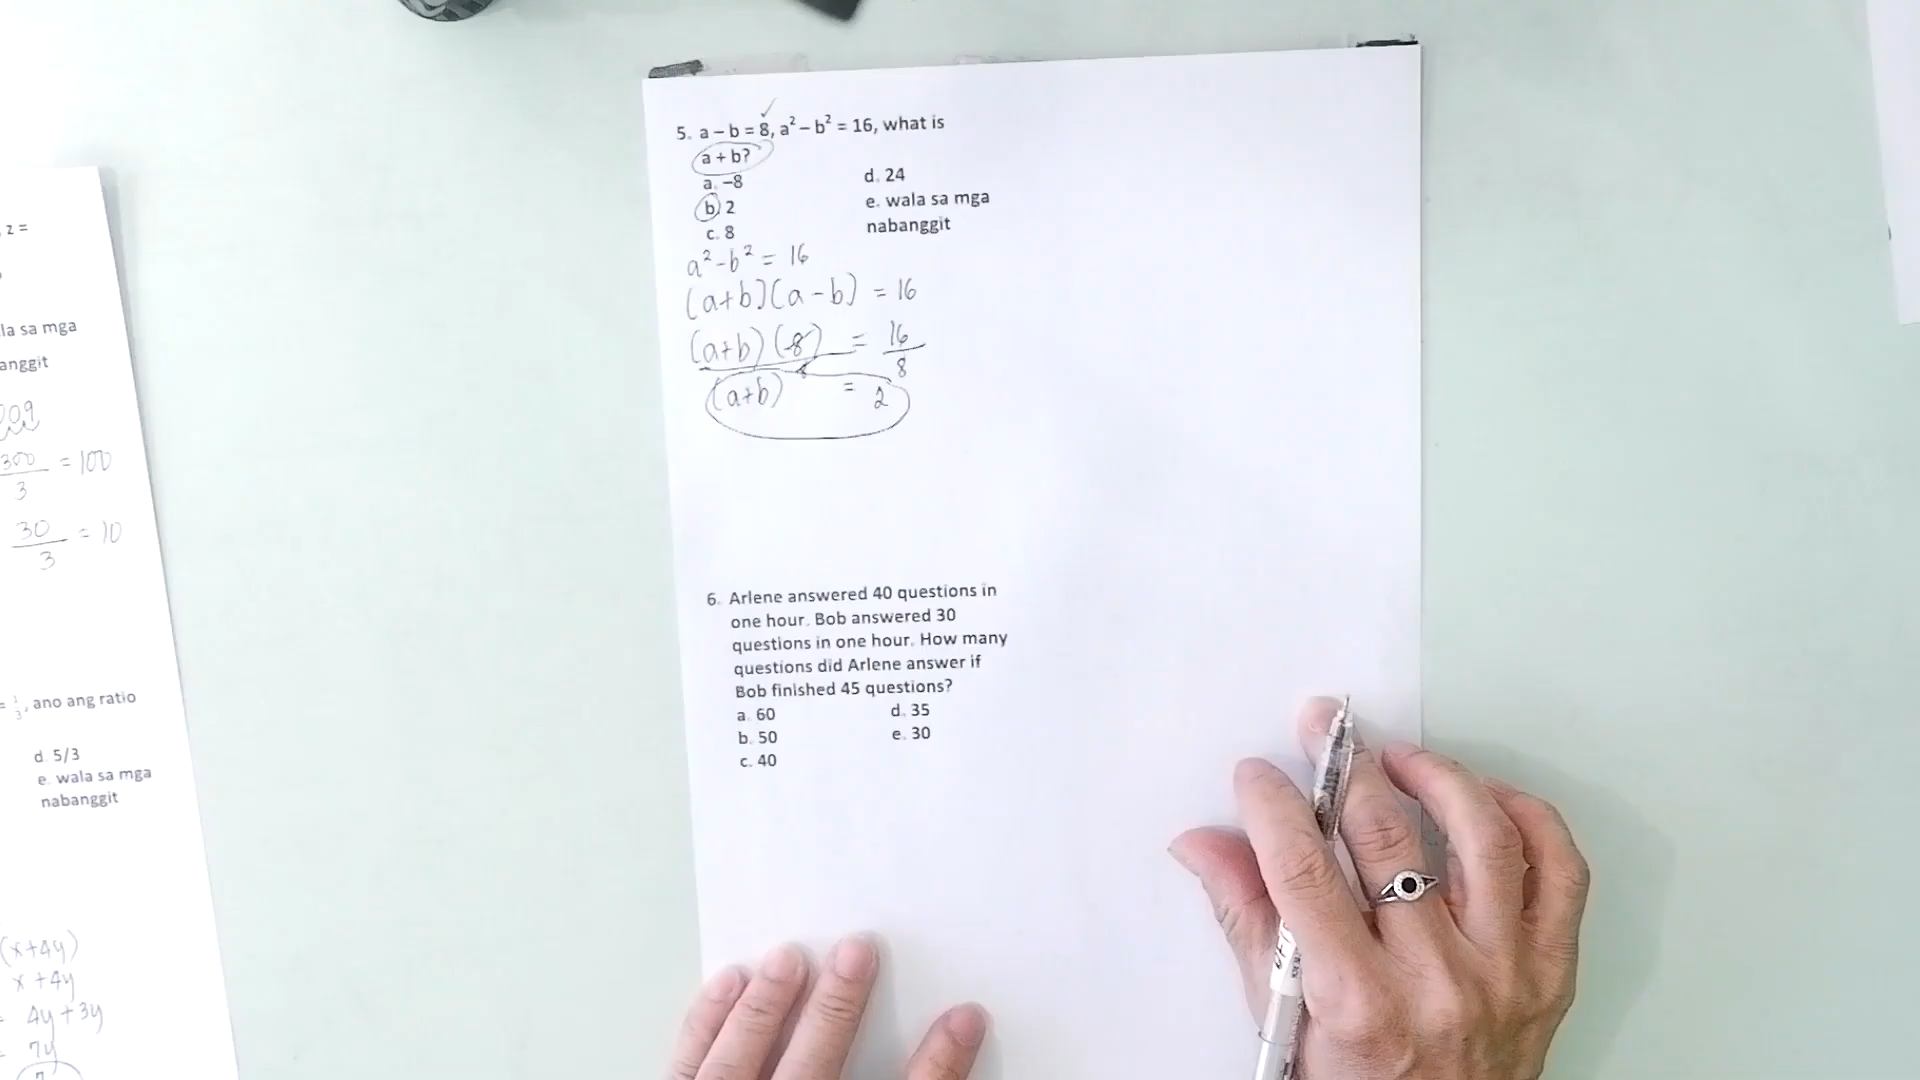 z =
la sa mga
anggit
300 = 100
3
30 = 10
3
= 1/3, ano ang ratio
d. 5/3
e. wala sa mga
nabanggit
(x+4y)
x + 4y
4y + 3y
7y
7
5. a – b = 8, a² – b² = 16, what is
a + b?
a. –8
b. 2
c. 8
d. 24
e. wala sa mga
nabanggit
a² - b² = 16
(a+b)(a-b) = 16
(a+b)(8) = 16
8 8
(a+b) = 2
6. Arlene answered 40 questions in
one hour. Bob answered 30
questions in one hour. How many
questions did Arlene answer if
Bob finished 45 questions?
a. 60
b. 50
c. 40
d. 35
e. 30